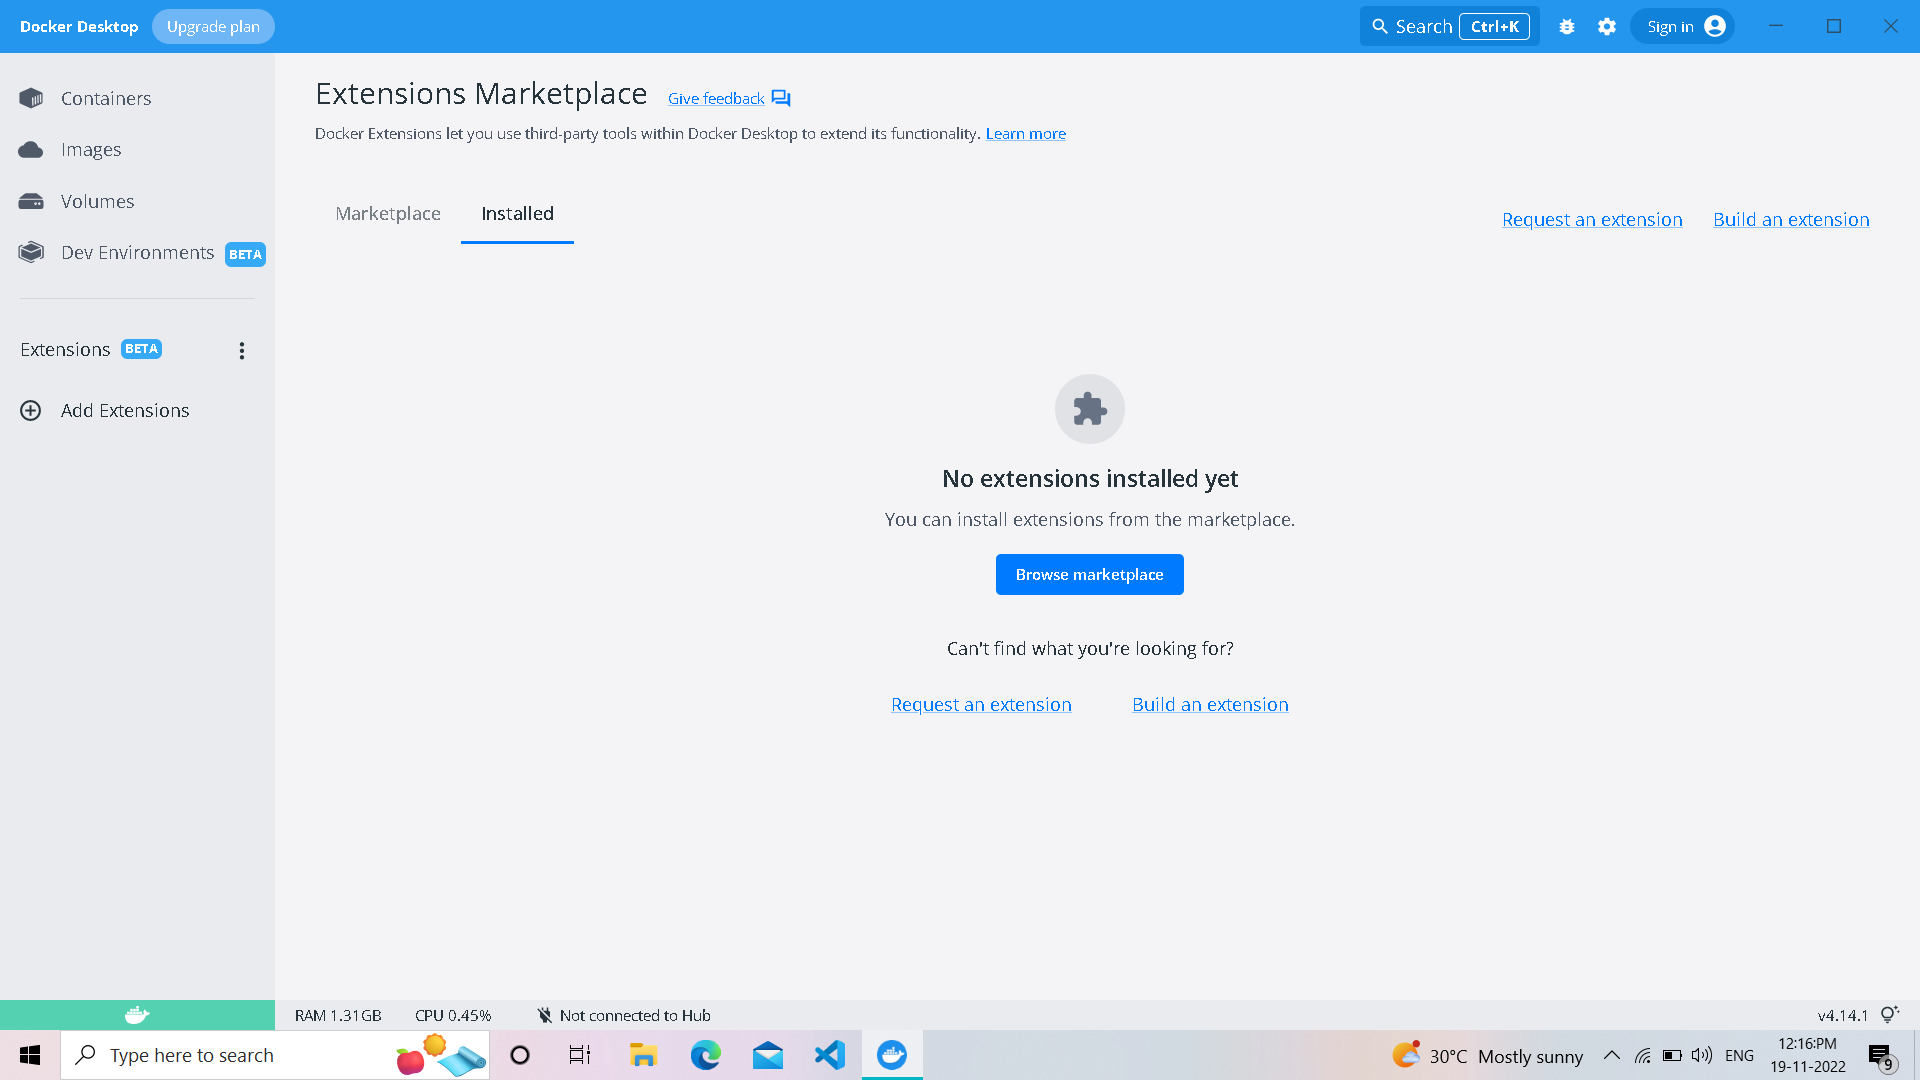 Docker Desktop Upgrade plan Search Ctrl+K Sign in
Containers
Images
Volumes
Dev Environments BETA
Extensions BETA
Add Extensions
Extensions Marketplace Give feedback
Docker Extensions let you use third-party tools within Docker Desktop to extend its functionality. Learn more
Marketplace Installed Request an extension Build an extension
No extensions installed yet
You can install extensions from the marketplace.
Browse marketplace
Can't find what you're looking for?
Request an extension Build an extension
RAM 1.31GB CPU 0.45% Not connected to Hub v4.14.1
Type here to search 30°C Mostly sunny ENG 12:16:PM
19-11-2022 9